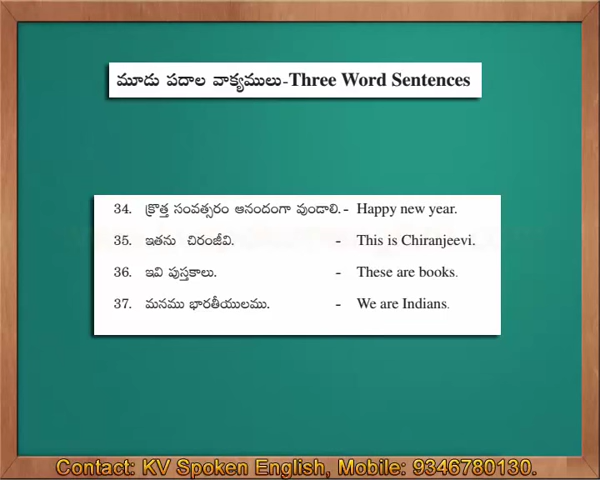 మూడు పదాల వాక్యములు-Three Word Sentences
34. క్రొత్త సంవత్సరం ఆనందంగా వుండాలి. - Happy new year.
35. ఇతను చిరంజీవి. - This is Chiranjeevi.
36. ఇవి పుస్తకాలు. - These are books.
37. మనము భారతీయులము. - We are Indians.
Contact: KV Spoken English, Mobile: 9346780130.